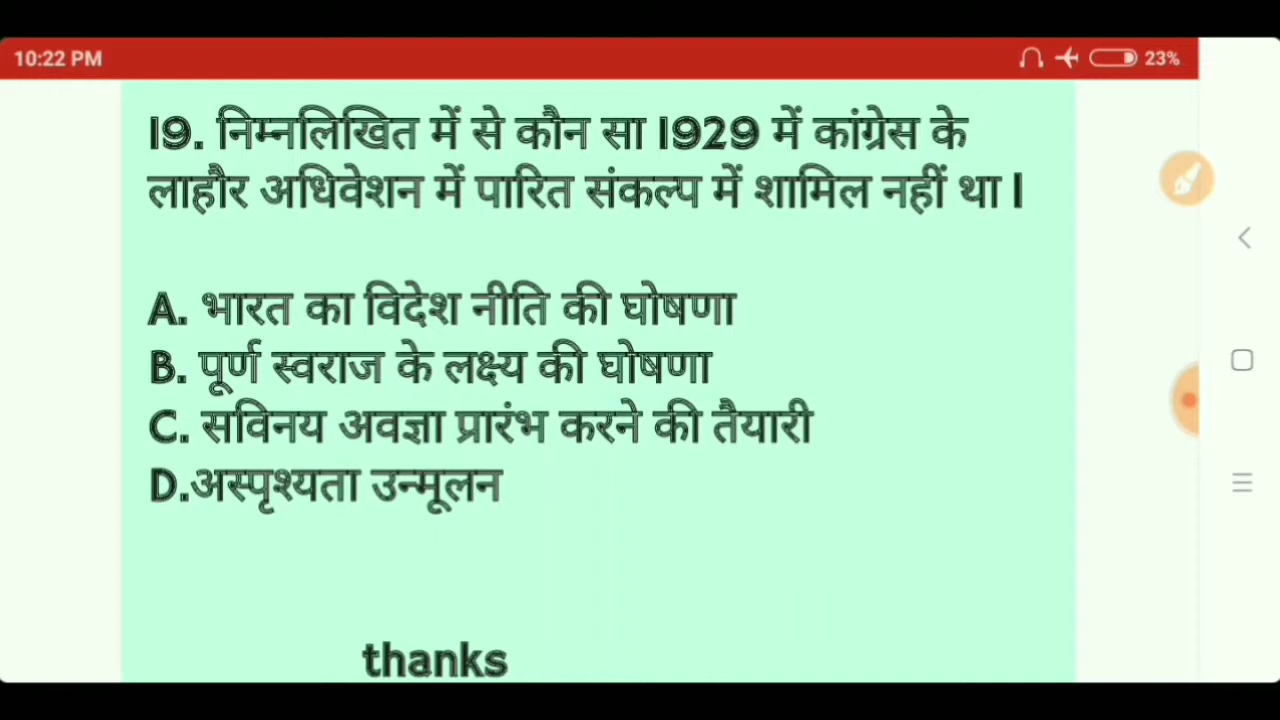 10:22 PM 23%
19. निम्नलिखित में से कौन सा 1929 में कांग्रेस के
लाहौर अधिवेशन में पारित संकल्प में शामिल नहीं था |
A. भारत का विदेश नीति की घोषणा
B. पूर्ण स्वराज के लक्ष्य की घोषणा
C. सविनय अवज्ञा प्रारंभ करने की तैयारी
D.अस्पृश्यता उन्मूलन
thanks